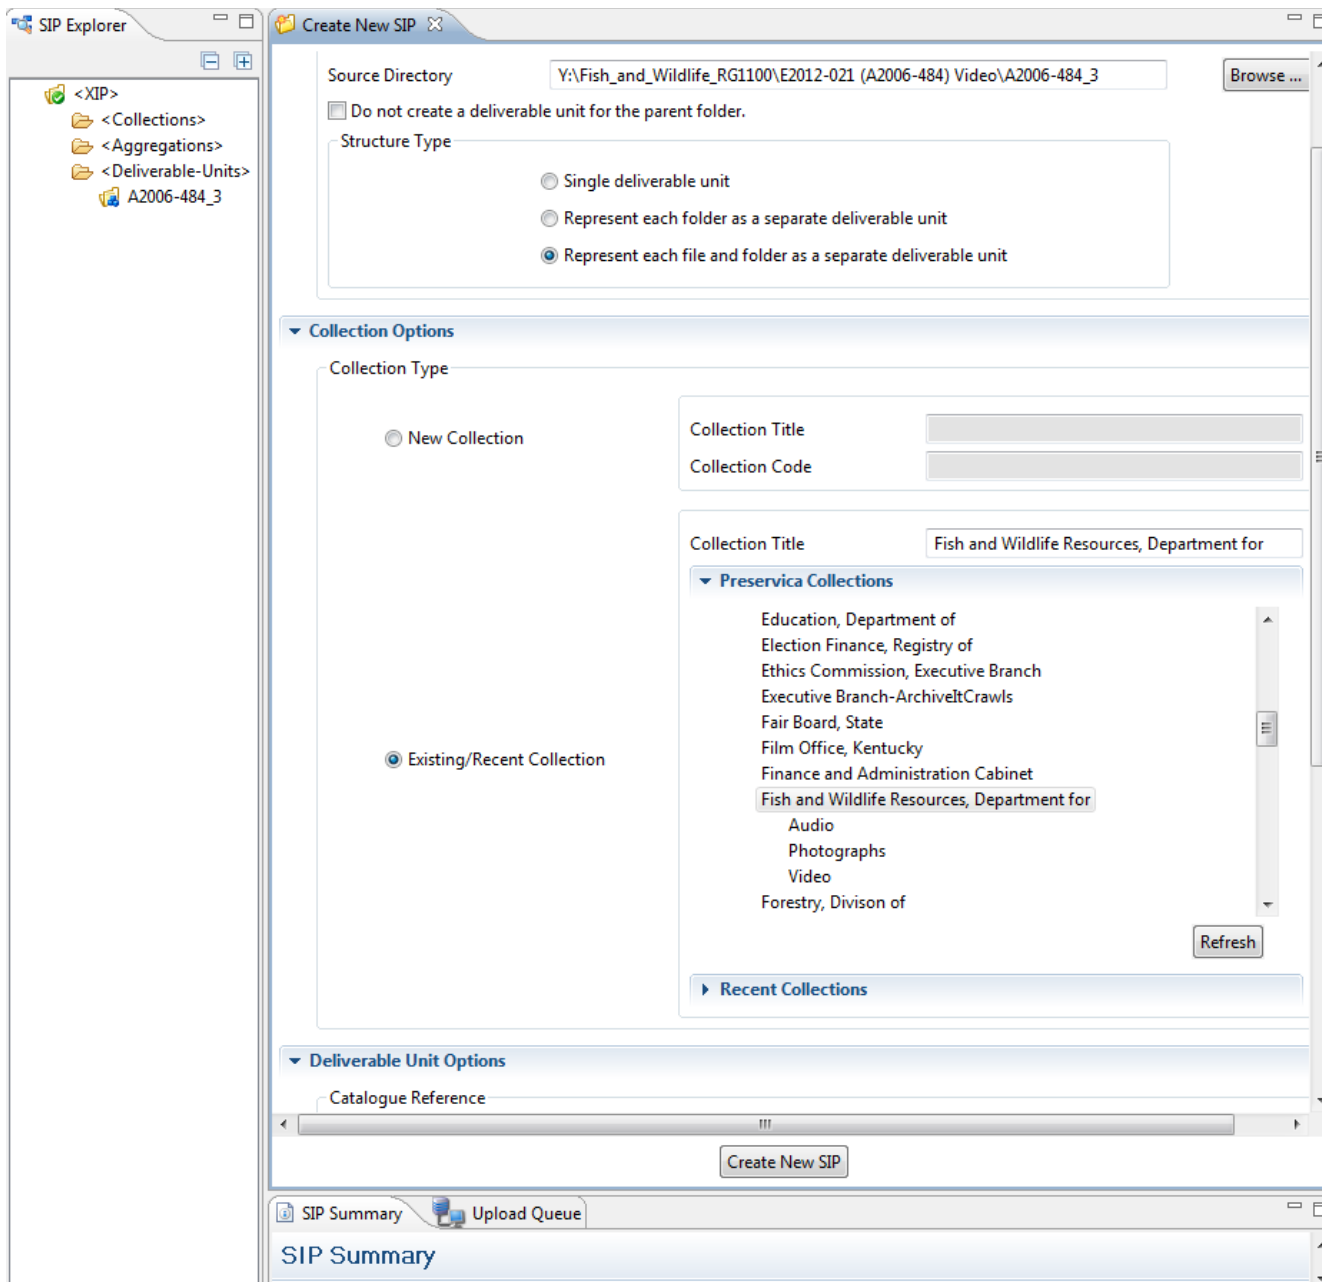 SIP Explorer
<XIP>
<Collections>
<Aggregations>
<Deliverable-Units>
A2006-484_3
Create New SIP
Source Directory Y:\Fish_and_Wildlife_RG1100\E2012-021 (A2006-484) Video\A2006-484_3 Browse ...
Do not create a deliverable unit for the parent folder.
Structure Type
Single deliverable unit
Represent each folder as a separate deliverable unit
Represent each file and folder as a separate deliverable unit
Collection Options
Collection Type
New Collection
Collection Title
Collection Code
Existing/Recent Collection
Collection Title Fish and Wildlife Resources, Department for
Preservica Collections
Education, Department of
Election Finance, Registry of
Ethics Commission, Executive Branch
Executive Branch-ArchiveItCrawls
Fair Board, State
Film Office, Kentucky
Finance and Administration Cabinet
Fish and Wildlife Resources, Department for
Audio
Photographs
Video
Forestry, Divison of
Refresh
Recent Collections
Deliverable Unit Options
Catalogue Reference
Create New SIP
SIP Summary Upload Queue
SIP Summary